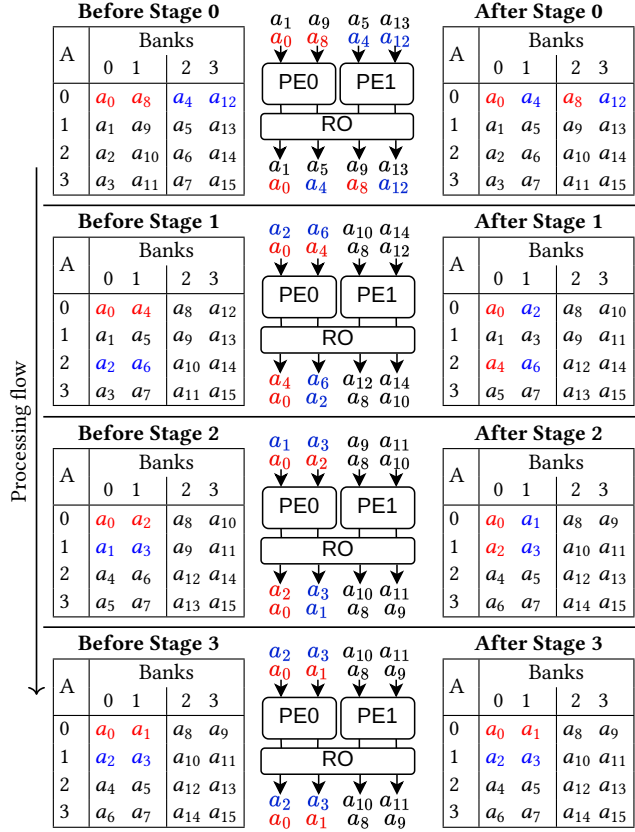 Before Stage 0
A Banks
0 1 2 3
0 a₀ a₈ a₄ a₁₂
1 a₁ a₉ a₅ a₁₃
2 a₂ a₁₀ a₆ a₁₄
3 a₃ a₁₁ a₇ a₁₅
a₁ a₉ a₅ a₁₃
a₀ a₈ a₄ a₁₂
PE0 PE1
RO
a₁ a₅ a₉ a₁₃
a₀ a₄ a₈ a₁₂
After Stage 0
A Banks
0 1 2 3
0 a₀ a₄ a₈ a₁₂
1 a₁ a₅ a₉ a₁₃
2 a₂ a₆ a₁₀ a₁₄
3 a₃ a₇ a₁₁ a₁₅
Before Stage 1
A Banks
0 1 2 3
0 a₀ a₄ a₈ a₁₂
1 a₁ a₅ a₉ a₁₃
2 a₂ a₆ a₁₀ a₁₄
3 a₃ a₇ a₁₁ a₁₅
a₂ a₆ a₁₀ a₁₄
a₀ a₄ a₈ a₁₂
PE0 PE1
RO
a₄ a₆ a₁₂ a₁₄
a₀ a₂ a₈ a₁₀
After Stage 1
A Banks
0 1 2 3
0 a₀ a₂ a₈ a₁₀
1 a₁ a₃ a₉ a₁₁
2 a₄ a₆ a₁₂ a₁₄
3 a₅ a₇ a₁₃ a₁₅
Before Stage 2
A Banks
0 1 2 3
0 a₀ a₂ a₈ a₁₀
1 a₁ a₃ a₉ a₁₁
2 a₄ a₆ a₁₂ a₁₄
3 a₅ a₇ a₁₃ a₁₅
a₁ a₃ a₉ a₁₁
a₀ a₂ a₈ a₁₀
PE0 PE1
RO
a₂ a₃ a₁₀ a₁₁
a₀ a₁ a₈ a₉
After Stage 2
A Banks
0 1 2 3
0 a₀ a₁ a₈ a₉
1 a₂ a₃ a₁₀ a₁₁
2 a₄ a₅ a₁₂ a₁₃
3 a₆ a₇ a₁₄ a₁₅
Before Stage 3
A Banks
0 1 2 3
0 a₀ a₁ a₈ a₉
1 a₂ a₃ a₁₀ a₁₁
2 a₄ a₅ a₁₂ a₁₃
3 a₆ a₇ a₁₄ a₁₅
a₂ a₃ a₁₀ a₁₁
a₀ a₁ a₈ a₉
PE0 PE1
RO
a₂ a₃ a₁₀ a₁₁
a₀ a₁ a₈ a₉
After Stage 3
A Banks
0 1 2 3
0 a₀ a₁ a₈ a₉
1 a₂ a₃ a₁₀ a₁₁
2 a₄ a₅ a₁₂ a₁₃
3 a₆ a₇ a₁₄ a₁₅
Processing flow